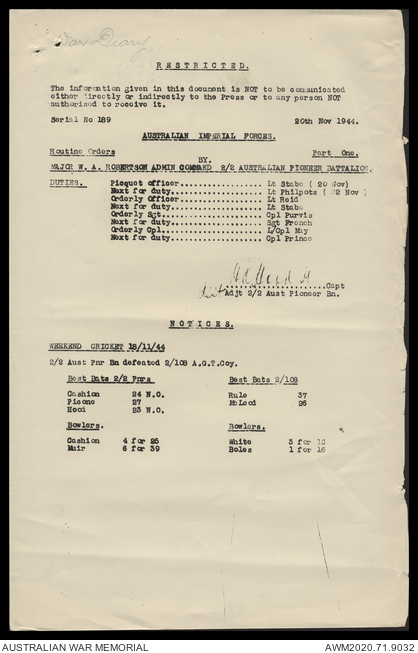 War Diary
RESTRICTED.
The information given in this document is NOT to be comunicated
either directly or indirectly to the Press or to any person NOT
authorised to receive it.
Serial No 189 20th Nov 1944.
AUSTRALIAN IMPERIAL FORCES.
Routine Orders Part One.
BY.
MAJOR W. A. ROBERTSON ADMIN COMMAND 2/2 AUSTRALIAN PIONEER BATTALION.
DUTIES. Picquet Officer.................... Lt Stabe ( 20 Nov)
Next for duty.................... Lt Philpots ( 22 Nov )
Orderly Officer.................... Lt Reid
Next for duty.................... Lt Stabe
Orderly Sgt.................... Cpl Purvis
Next for duty.................... Sgt French
Orderly Cpl.................... L/Cpl May
Next for duty.................... Cpl Prince
....................Capt
Adjt 2/2 Aust Pioneer Bn.
NOTICES.
WEEKEND CRICKET 18/11/44
2/2 Aust Pnr Bn defeated 2/108 A.G.T.Coy.
Best Bats 2/2 Pnrs Best Bats 2/108
Cashion 24 N.O. Rule 37
Picone 27 McLeod 26
Hood 23 N.O.
Bowlers. Bowlers.
Cashion 4 for 25 White 3 for
Muir 6 for 39 Boles 1 for 16
AUSTRALIAN WAR MEMORIAL AWM2020.71.9032